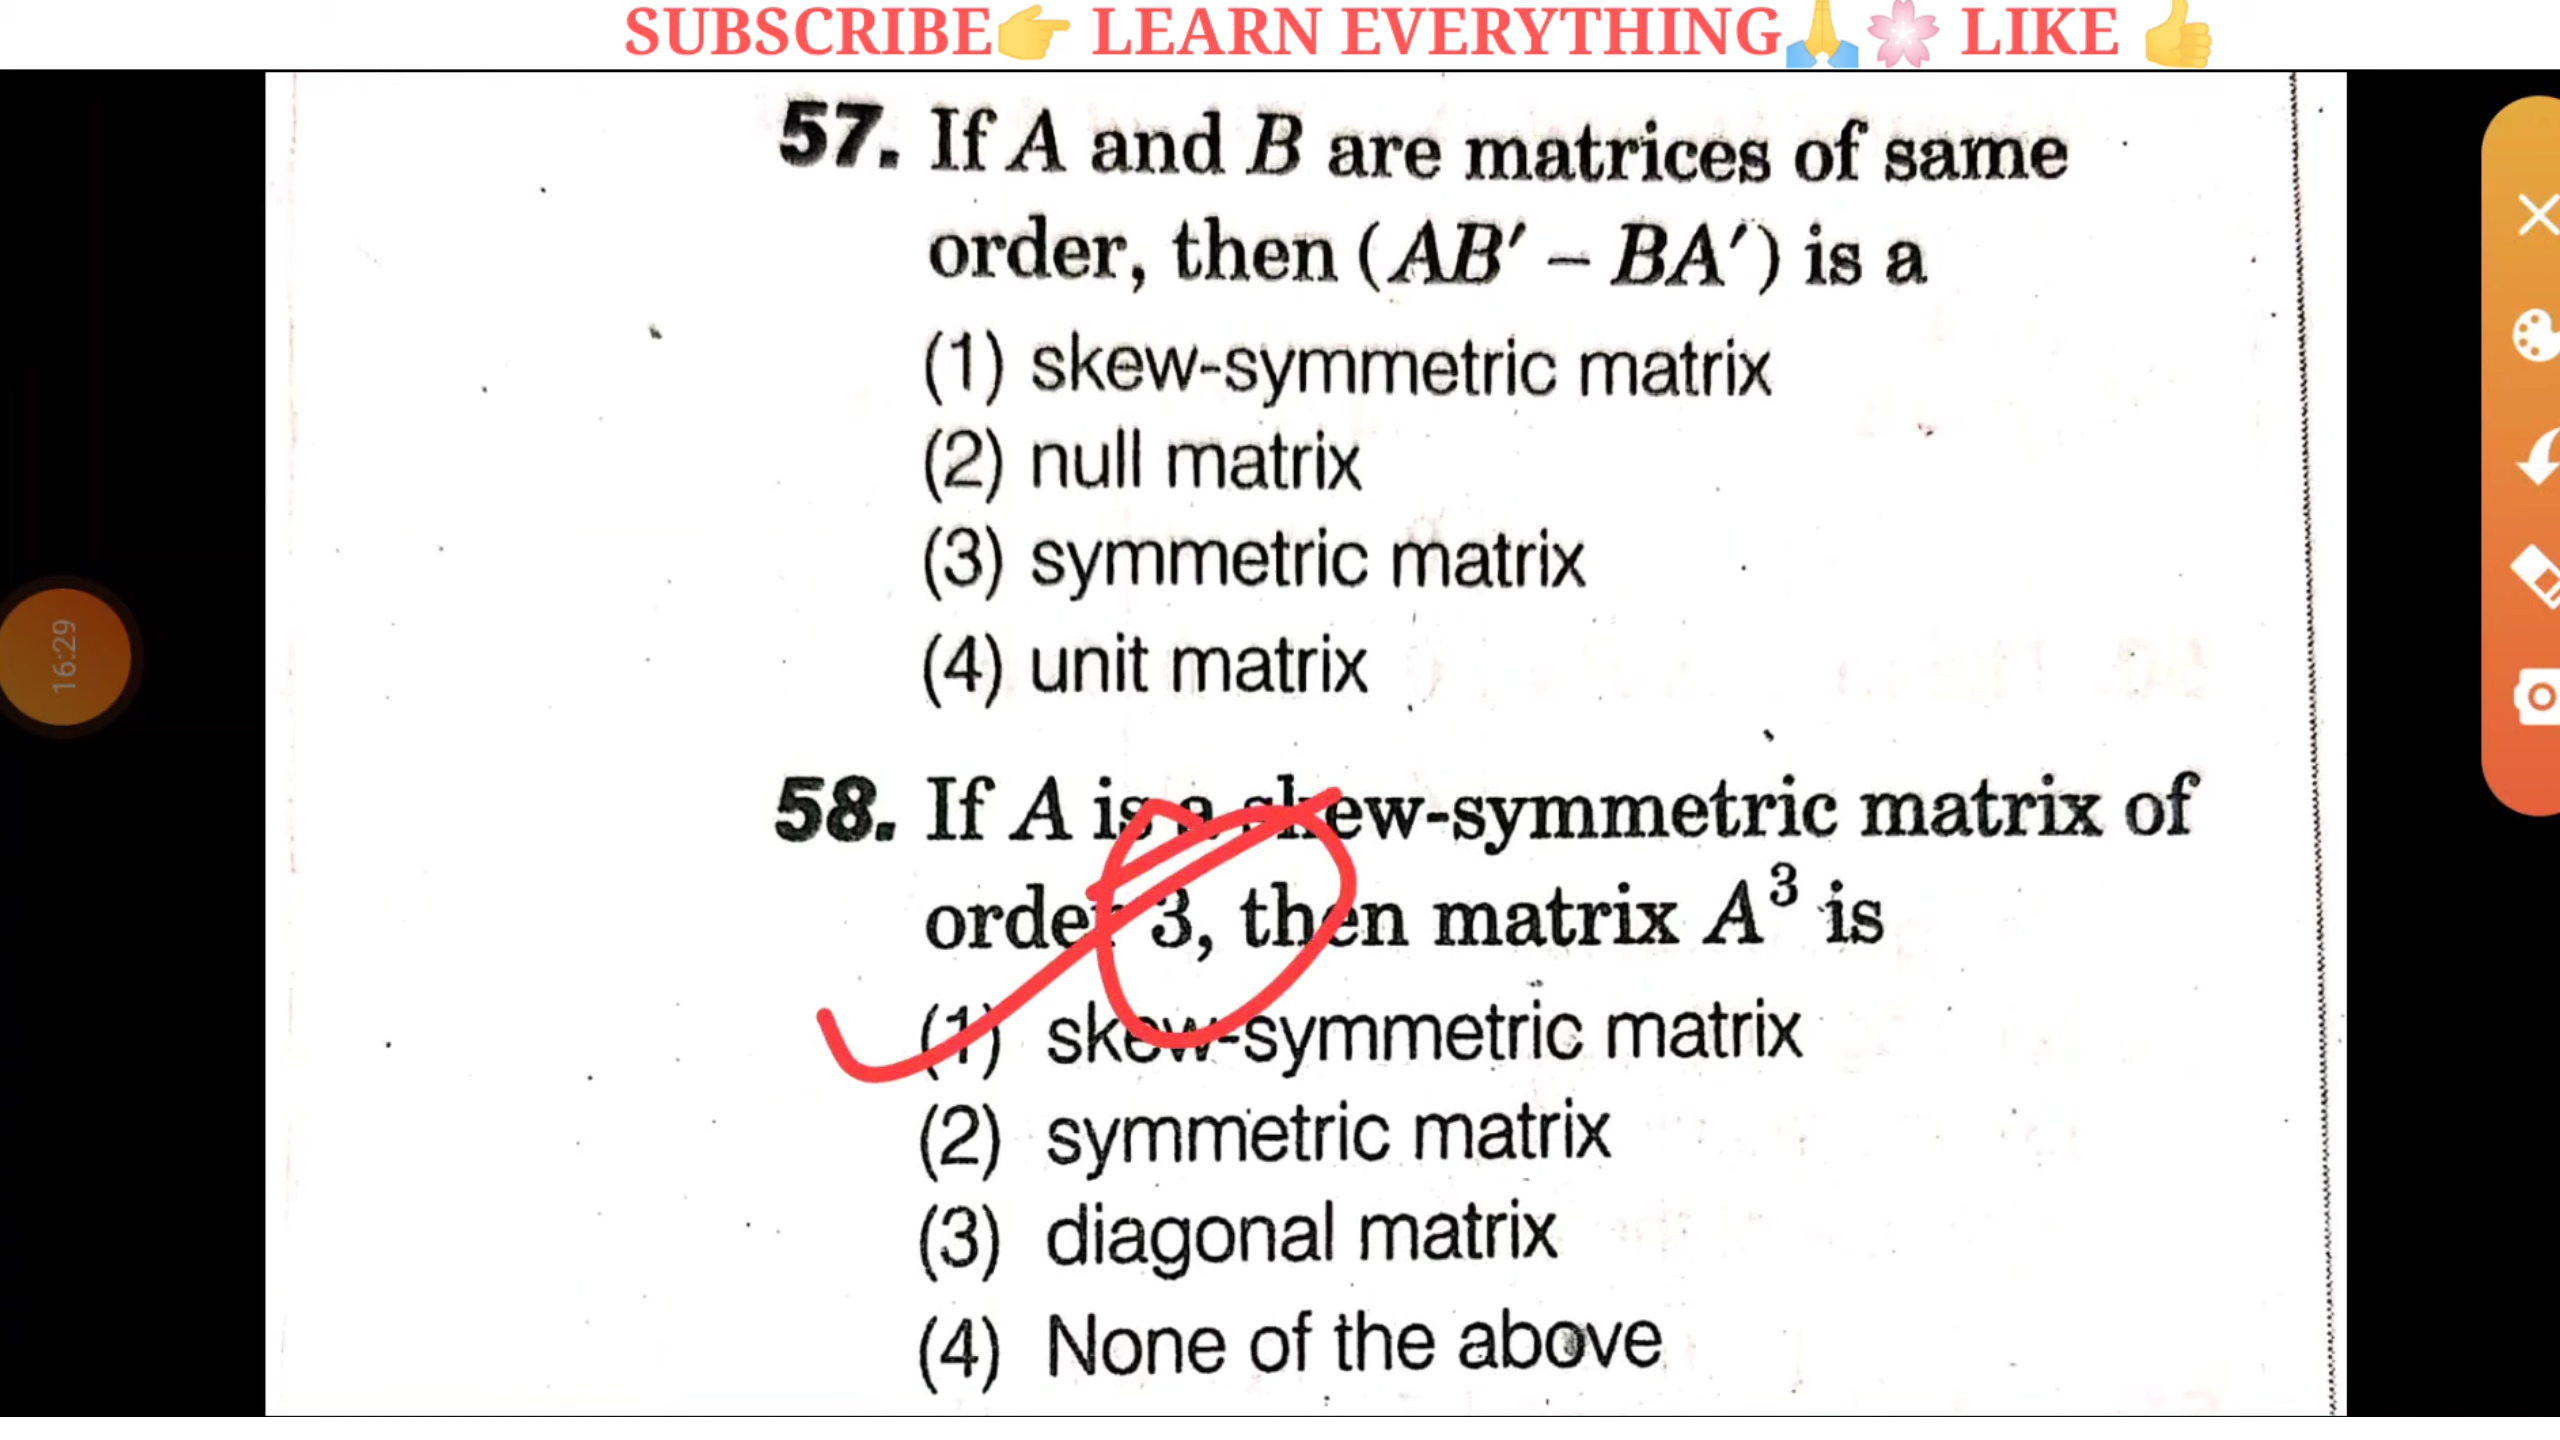 SUBSCRIBE👉 LEARN EVERYTHING🙏🌸 LIKE 👍
57. If A and B are matrices of same
order, then (AB′ – BA′) is a
(1) skew-symmetric matrix
(2) null matrix
(3) symmetric matrix
(4) unit matrix
58. If A is a skew-symmetric matrix of
order 3, then matrix A³ is
(1) skew-symmetric matrix
(2) symmetric matrix
(3) diagonal matrix
(4) None of the above
16:29